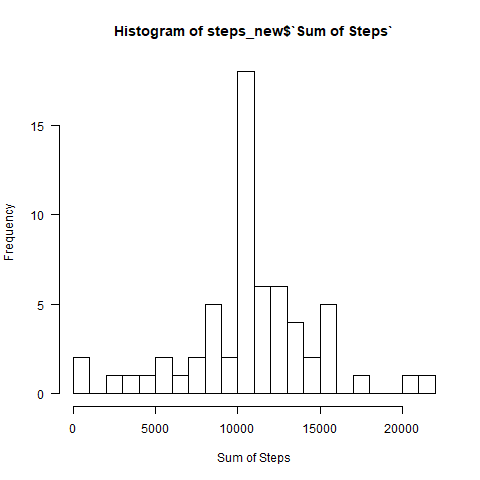 Histogram of steps_new$`Sum of Steps`
Frequency
15
10
5
0
0 5000 10000 15000 20000
Sum of Steps